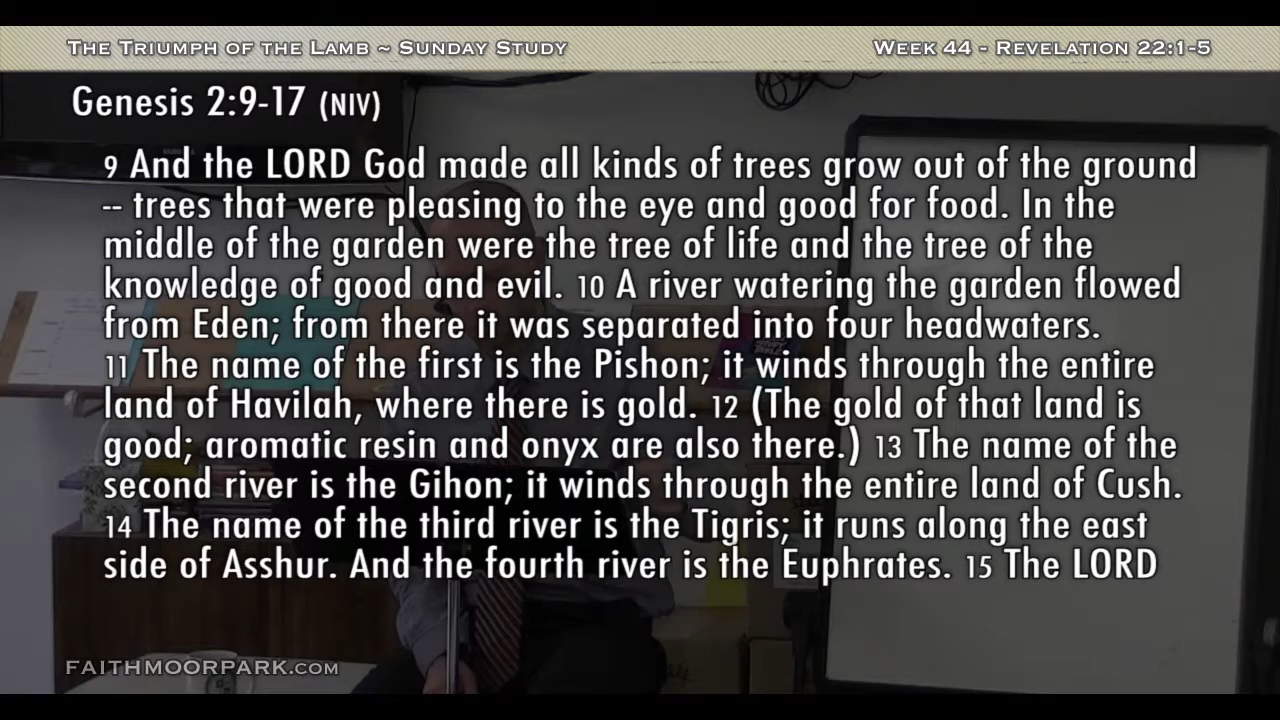 The Triumph of the Lamb ~ Sunday Study
Week 44 - Revelation 22:1-5
Genesis 2:9-17 (NIV)
9 And the LORD God made all kinds of trees grow out of the ground
-- trees that were pleasing to the eye and good for food. In the
middle of the garden were the tree of life and the tree of the
knowledge of good and evil. 10 A river watering the garden flowed
from Eden; from there it was separated into four headwaters.
11 The name of the first is the Pishon; it winds through the entire
land of Havilah, where there is gold. 12 (The gold of that land is
good; aromatic resin and onyx are also there.) 13 The name of the
second river is the Gihon; it winds through the entire land of Cush.
14 The name of the third river is the Tigris; it runs along the east
side of Asshur. And the fourth river is the Euphrates. 15 The LORD
FAITHMOORPARK.COM